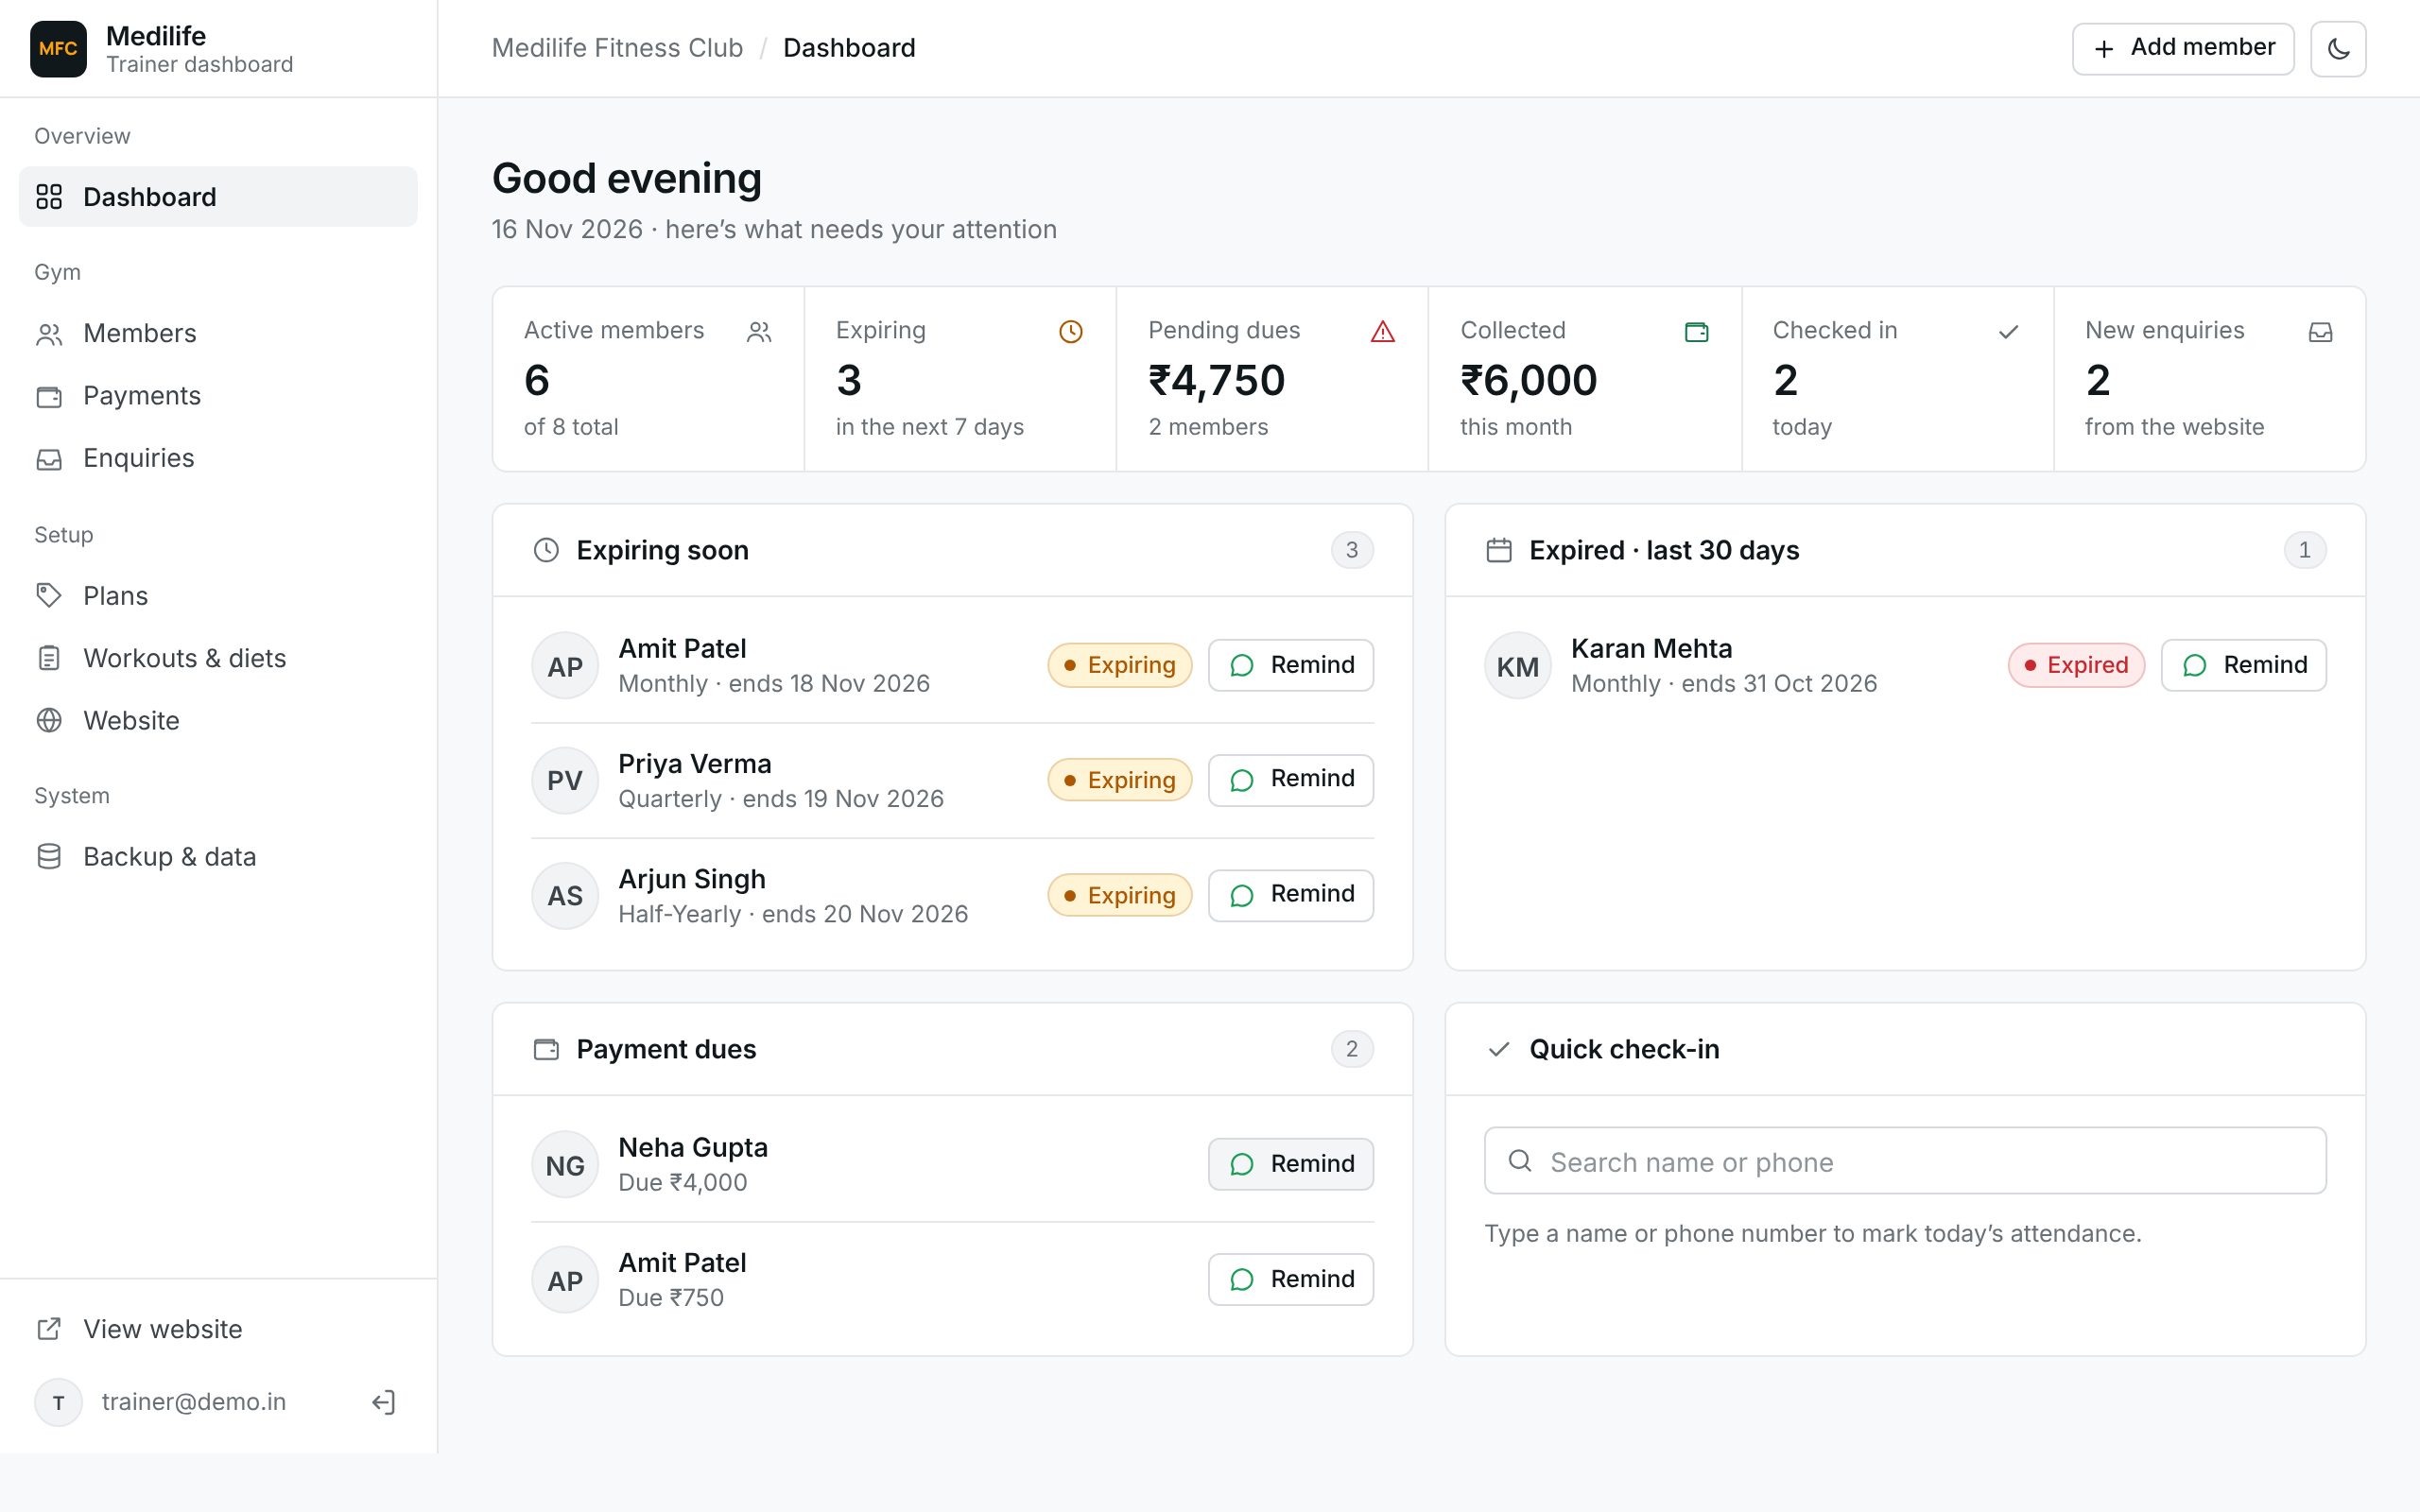 MFC
Medilife
Trainer dashboard
Overview
Dashboard
Gym
Members
Payments
Enquiries
Setup
Plans
Workouts & diets
Website
System
Backup & data
View website
T
trainer@demo.in
Medilife Fitness Club / Dashboard
Add member
Good evening
16 Nov 2026 · here’s what needs your attention
Active members
6
of 8 total
Expiring
3
in the next 7 days
Pending dues
₹4,750
2 members
Collected
₹6,000
this month
Checked in
2
today
New enquiries
2
from the website
Expiring soon
3
AP
Amit Patel
Monthly · ends 18 Nov 2026
Expiring
Remind
PV
Priya Verma
Quarterly · ends 19 Nov 2026
Expiring
Remind
AS
Arjun Singh
Half-Yearly · ends 20 Nov 2026
Expiring
Remind
Expired · last 30 days
1
KM
Karan Mehta
Monthly · ends 31 Oct 2026
Expired
Remind
Payment dues
2
NG
Neha Gupta
Due ₹4,000
Remind
AP
Amit Patel
Due ₹750
Remind
Quick check-in
Search name or phone
Type a name or phone number to mark today’s attendance.